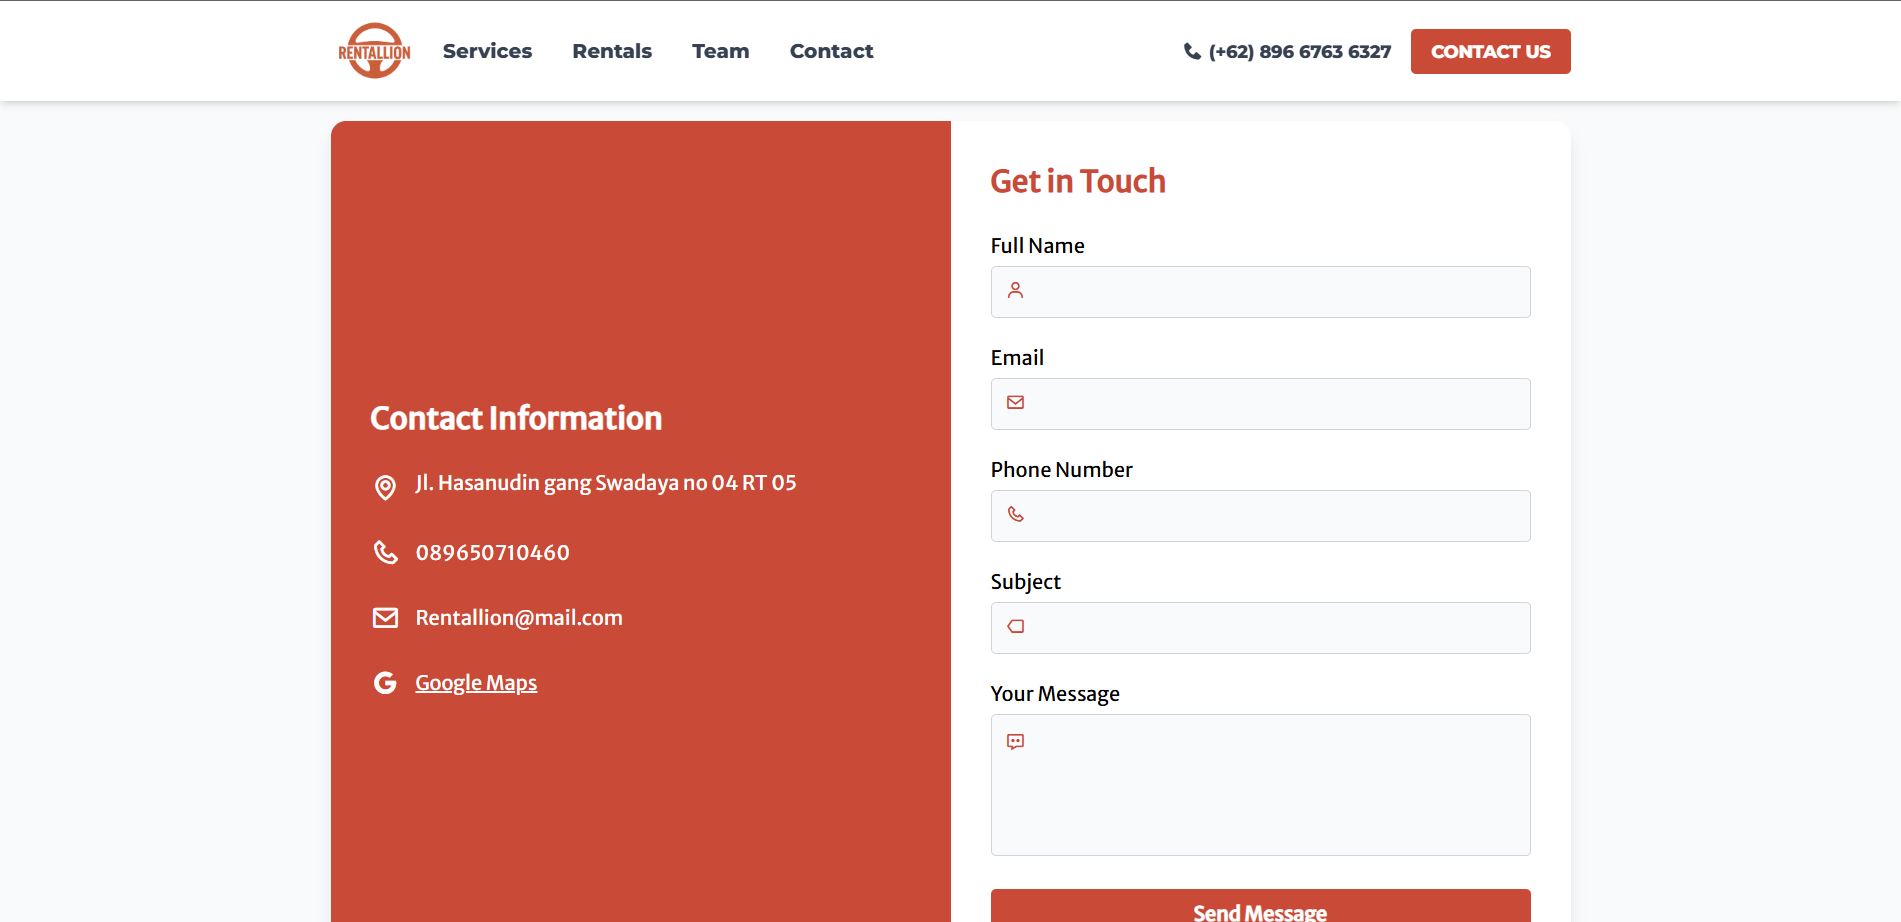 RENTALLION
Services
Rentals
Team
Contact
(+62) 896 6763 6327
CONTACT US
Contact Information
Jl. Hasanudin gang Swadaya no 04 RT 05
089650710460
Rentallion@mail.com
Google Maps
Get in Touch
Full Name
Email
Phone Number
Subject
Your Message
Send Message